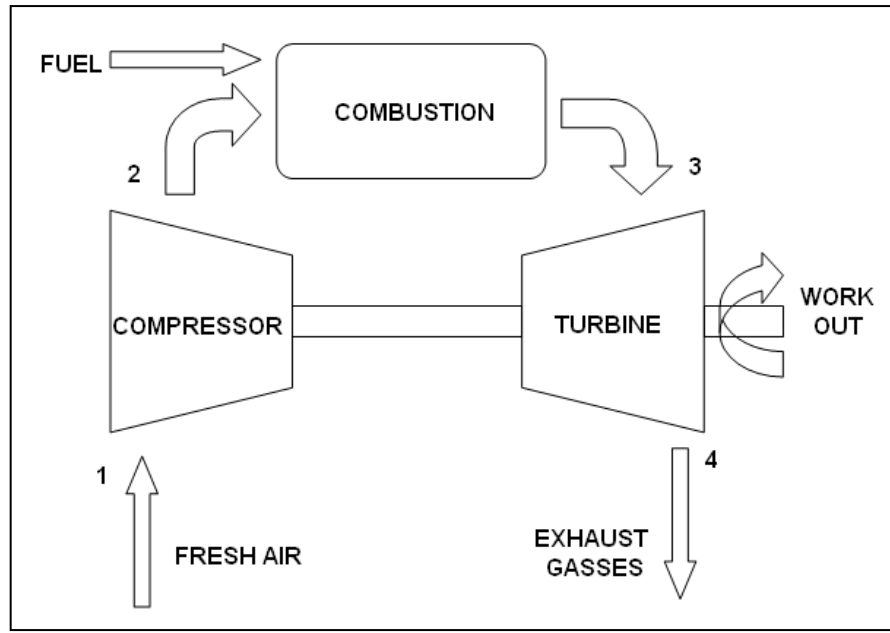 FUEL
COMBUSTION
2
3
COMPRESSOR
TURBINE
WORK
OUT
1
4
FRESH AIR
EXHAUST
GASSES